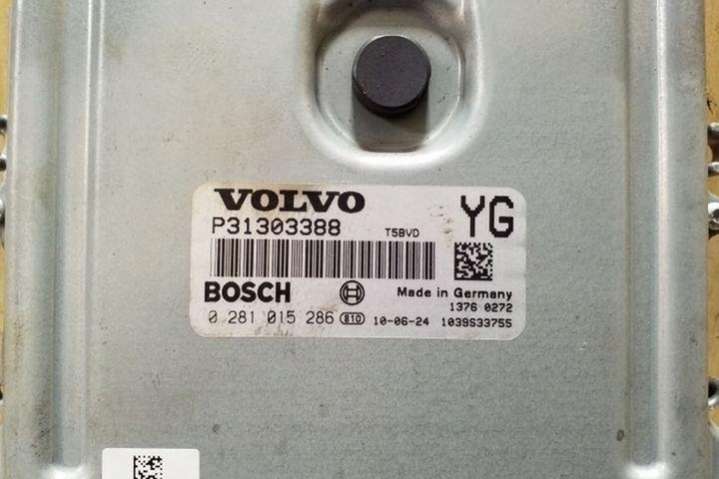 VOLVO
YG
P31303388
T5BVD
BOSCH
Made in Germany
1376 0272
0 281 015 286 810 10-06-24 1039S33755